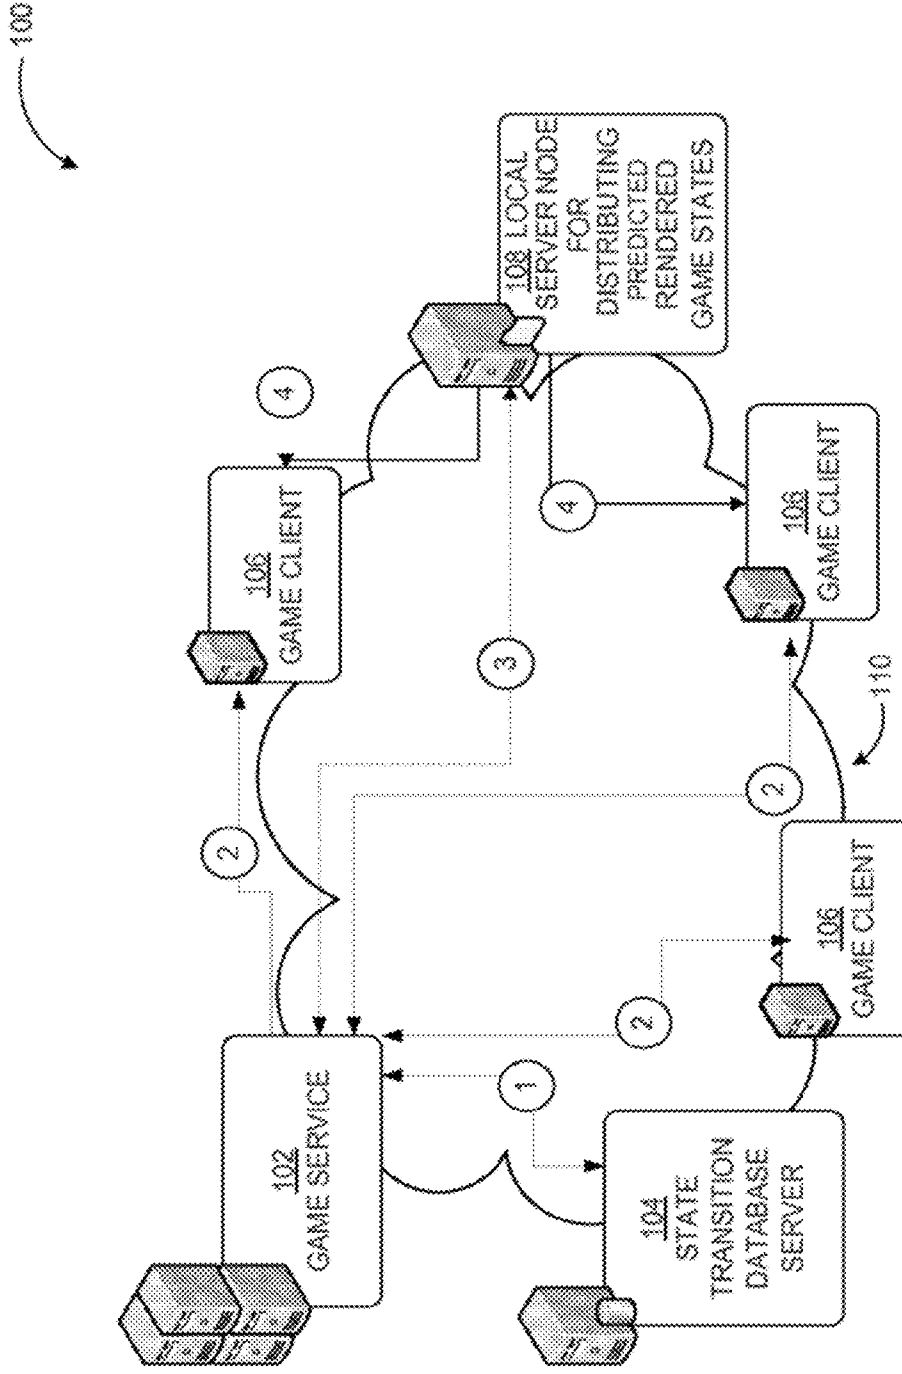 100
102
GAME SERVICE
2
106
GAME CLIENT
4
108 LOCAL
SERVER NODE
FOR
DISTRIBUTING
PREDICTED
RENDERED
GAME STATES
3
4
1
2
2
104
STATE
TRANSITION
DATABASE
SERVER
106
GAME CLIENT
106
GAME CLIENT
110